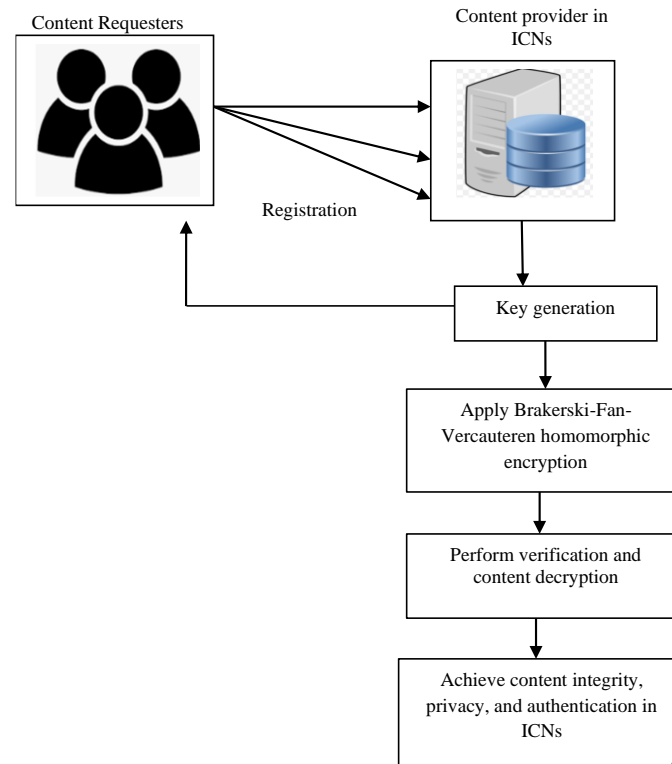 Content Requesters
Content provider in
ICNs
Registration
Key generation
Apply Brakerski-Fan-
Vercauteren homomorphic
encryption
Perform verification and
content decryption
Achieve content integrity,
privacy, and authentication in
ICNs